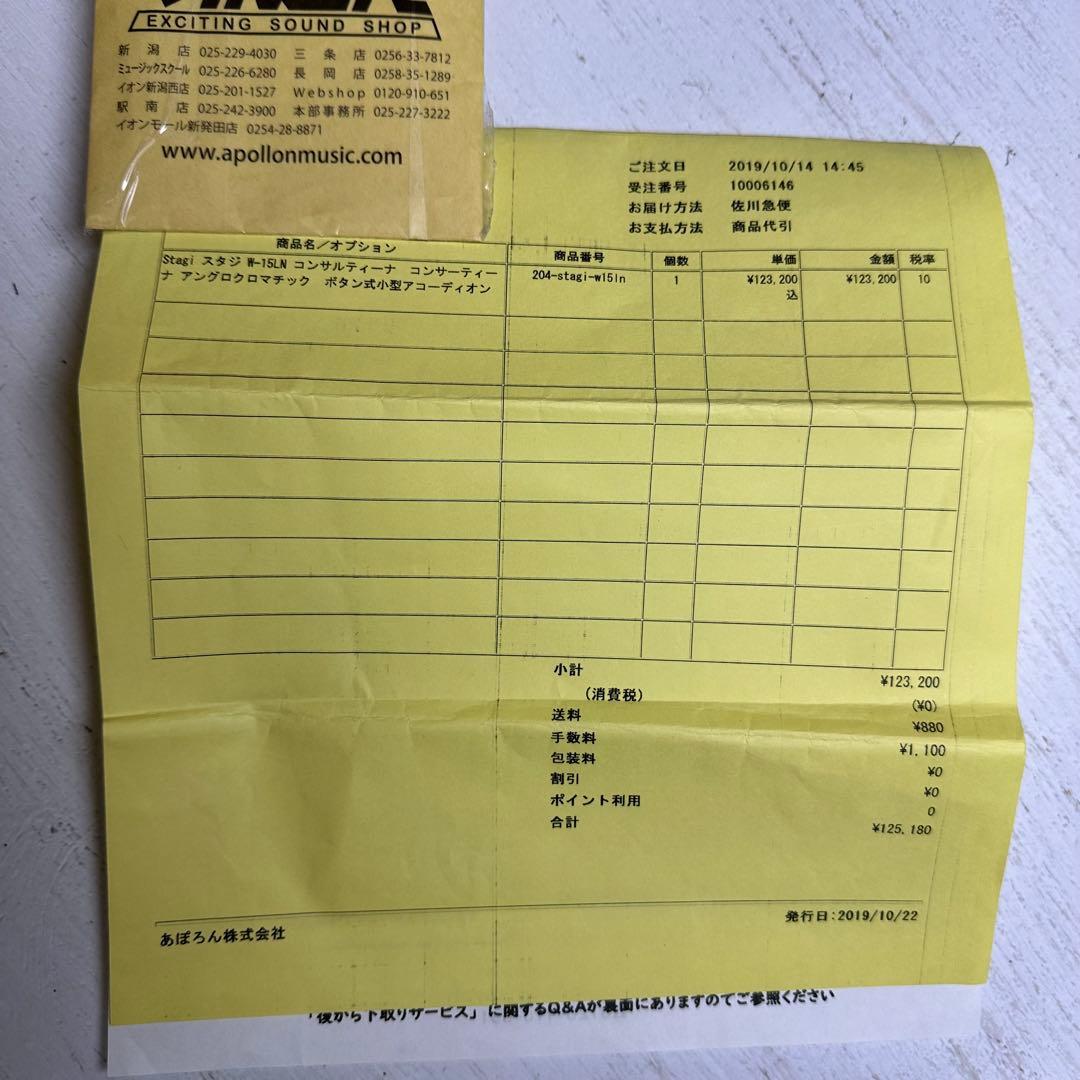 EXCITING SOUND SHOP
新潟店 025-229-4030 三条店 0256-33-7812
ミュージックスクール 025-226-6280 長岡店 0258-35-1289
イオン新潟西店 025-201-1527 Webshop 0120-910-651
駅南店 025-242-3900 本部事務所 025-227-3222
イオンモール新発田店 0254-28-8871
www.apollonmusic.com
ご注文日 2019/10/14 14:45
受注番号 10006146
お届け方法 佐川急便
お支払方法 商品代引
商品名/オプション 商品番号 個数 単価 金額 税率
Stagi スタジ W-15LN コンサルティーナ コンサーティー 204-stagi-w15ln 1 ¥123,200 ¥123,200 10
ナ アングロクロマチック ボタン式小型アコーディオン 込
小計 ¥123,200
(消費税) (¥0)
送料 ¥880
手数料 ¥1,100
包装料 ¥0
割引 ¥0
ポイント利用 0
合計 ¥125,180
発行日:2019/10/22
あぽろん株式会社
「後から下取りサービス」に関するQ&Aが裏面にありますのでご参照ください